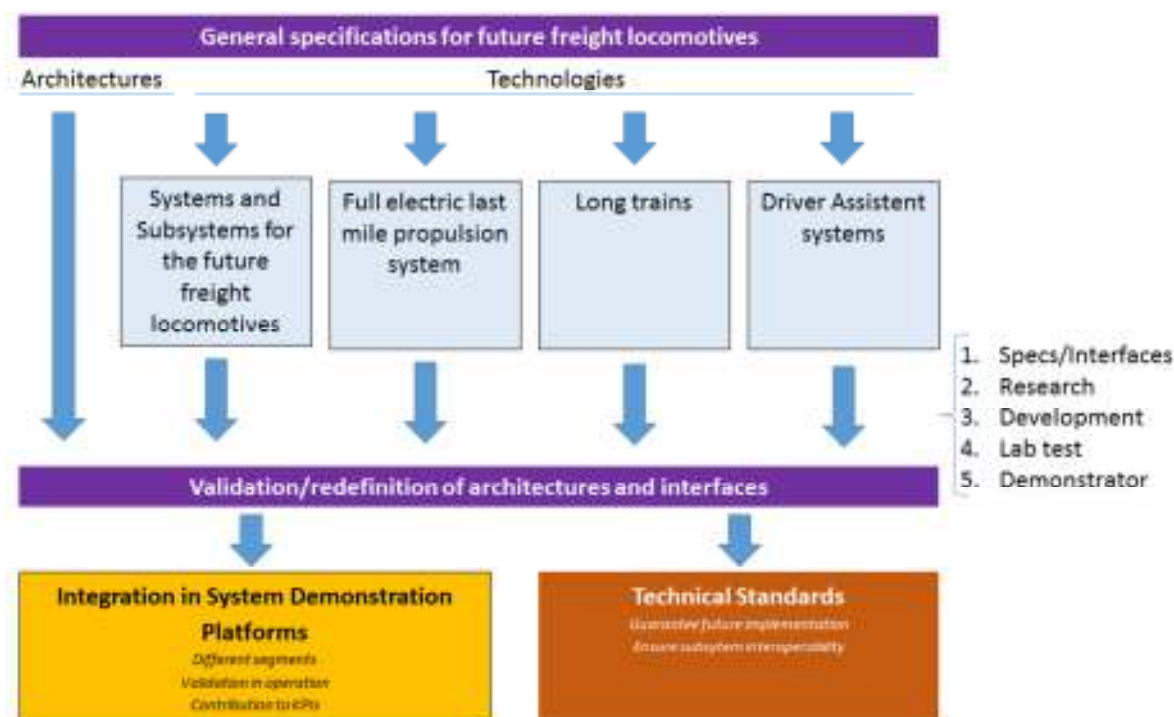 General specifications for future freight locomotives
Architectures
Technologies
Systems and
Subsystems for
the future
freight
locomotives
Full electric last
mile propulsion
system
Long trains
Driver Assistent
systems
1. Specs/Interfaces
2. Research
3. Development
4. Lab test
5. Demonstrator
Validation/redefinition of architectures and interfaces
Integration in System Demonstration
Platforms
Different segments
Validation in operation
Contribution to KPIs
Technical Standards
Guarantee future implementation
Ensure subsytem interoperability